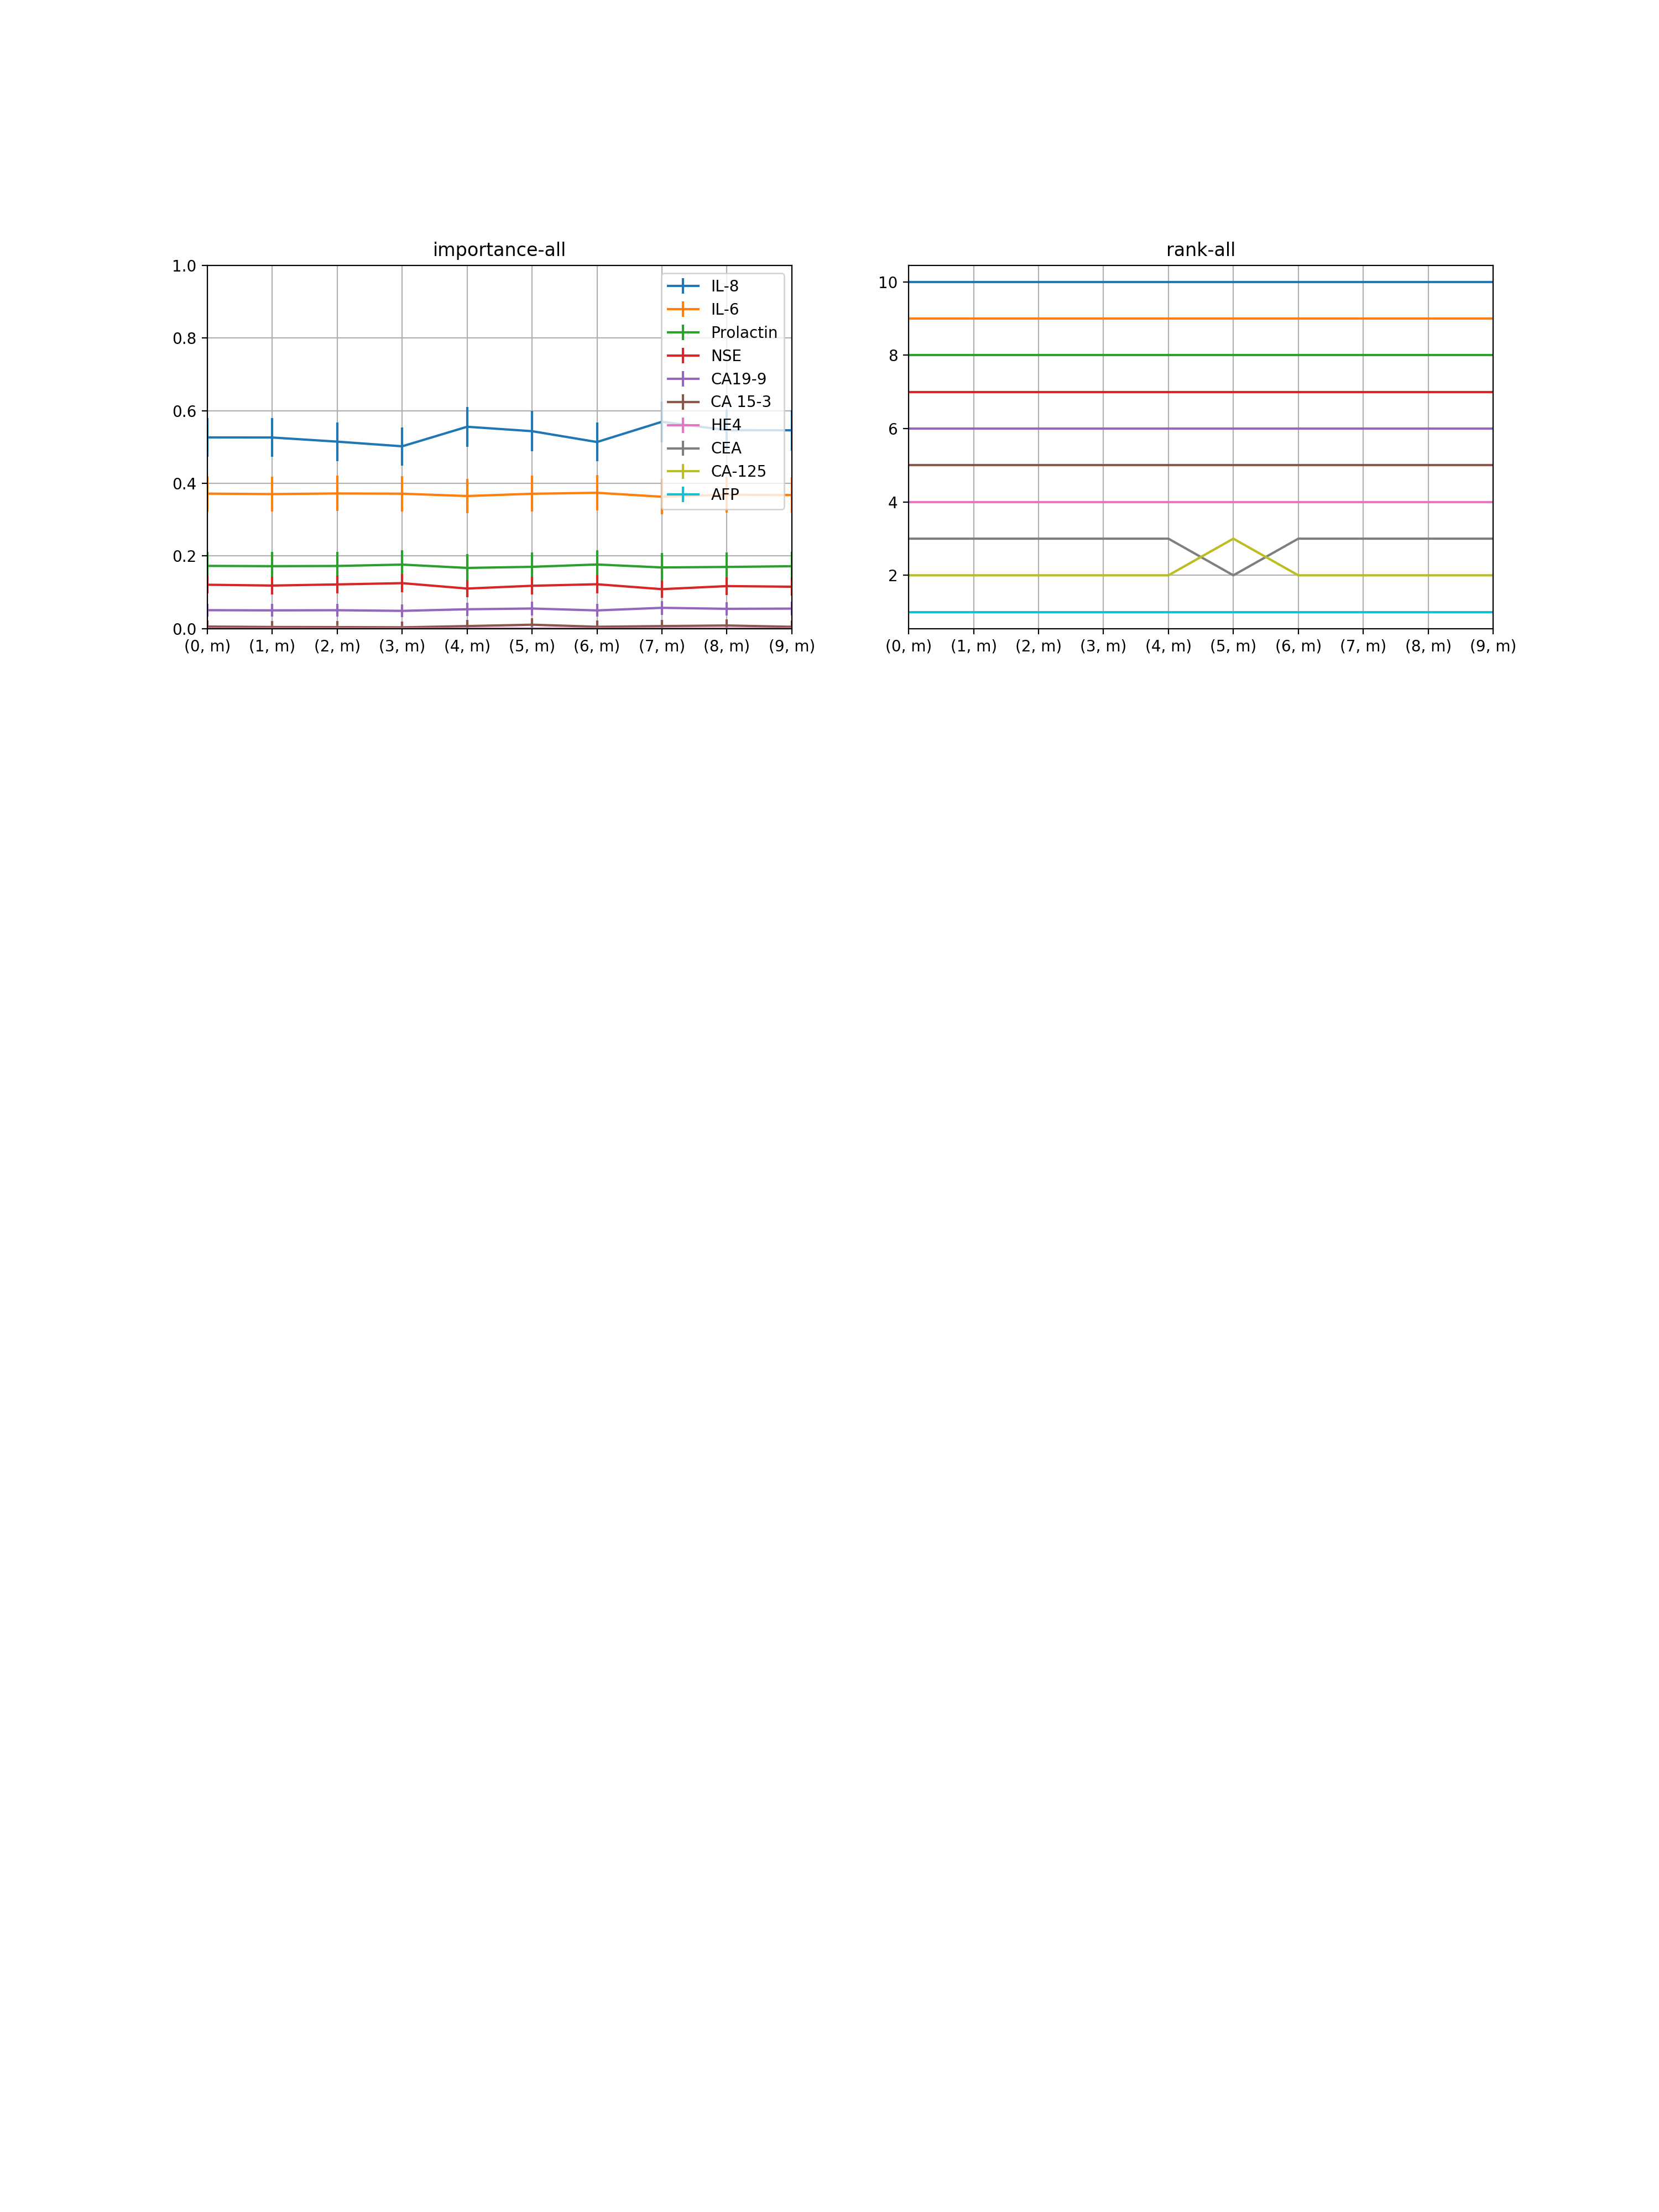 importance-all
1.0
0.8
0.6
0.4
0.2
0.0
(0, m) (1, m) (2, m) (3, m) (4, m) (5, m) (6, m) (7, m) (8, m) (9, m)
IL-8
IL-6
Prolactin
NSE
CA19-9
CA 15-3
HE4
CEA
CA-125
AFP
rank-all
10
8
6
4
2
(0, m) (1, m) (2, m) (3, m) (4, m) (5, m) (6, m) (7, m) (8, m) (9, m)